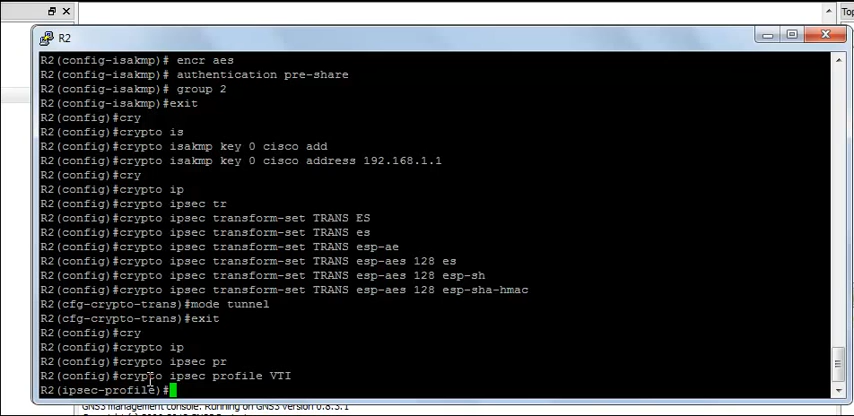 Top
R2
R2(config-isakmp)# encr aes
R2(config-isakmp)# authentication pre-share
R2(config-isakmp)# group 2
R2(config-isakmp)#exit
R2(config)#cry
R2(config)#crypto is
R2(config)#crypto isakmp key 0 cisco add
R2(config)#crypto isakmp key 0 cisco address 192.168.1.1
R2(config)#cry
R2(config)#crypto ip
R2(config)#crypto ipsec tr
R2(config)#crypto ipsec transform-set TRANS ES
R2(config)#crypto ipsec transform-set TRANS es
R2(config)#crypto ipsec transform-set TRANS esp-ae
R2(config)#crypto ipsec transform-set TRANS esp-aes 128 es
R2(config)#crypto ipsec transform-set TRANS esp-aes 128 esp-sh
R2(config)#crypto ipsec transform-set TRANS esp-aes 128 esp-sha-hmac
R2(cfg-crypto-trans)#mode tunnel
R2(cfg-crypto-trans)#exit
R2(config)#cry
R2(config)#crypto ip
R2(config)#crypto ipsec pr
R2(config)#crypto ipsec profile VTI
R2(ipsec-profile)#
GNS3 management console. Running on GNS3 version 0.8.3.1